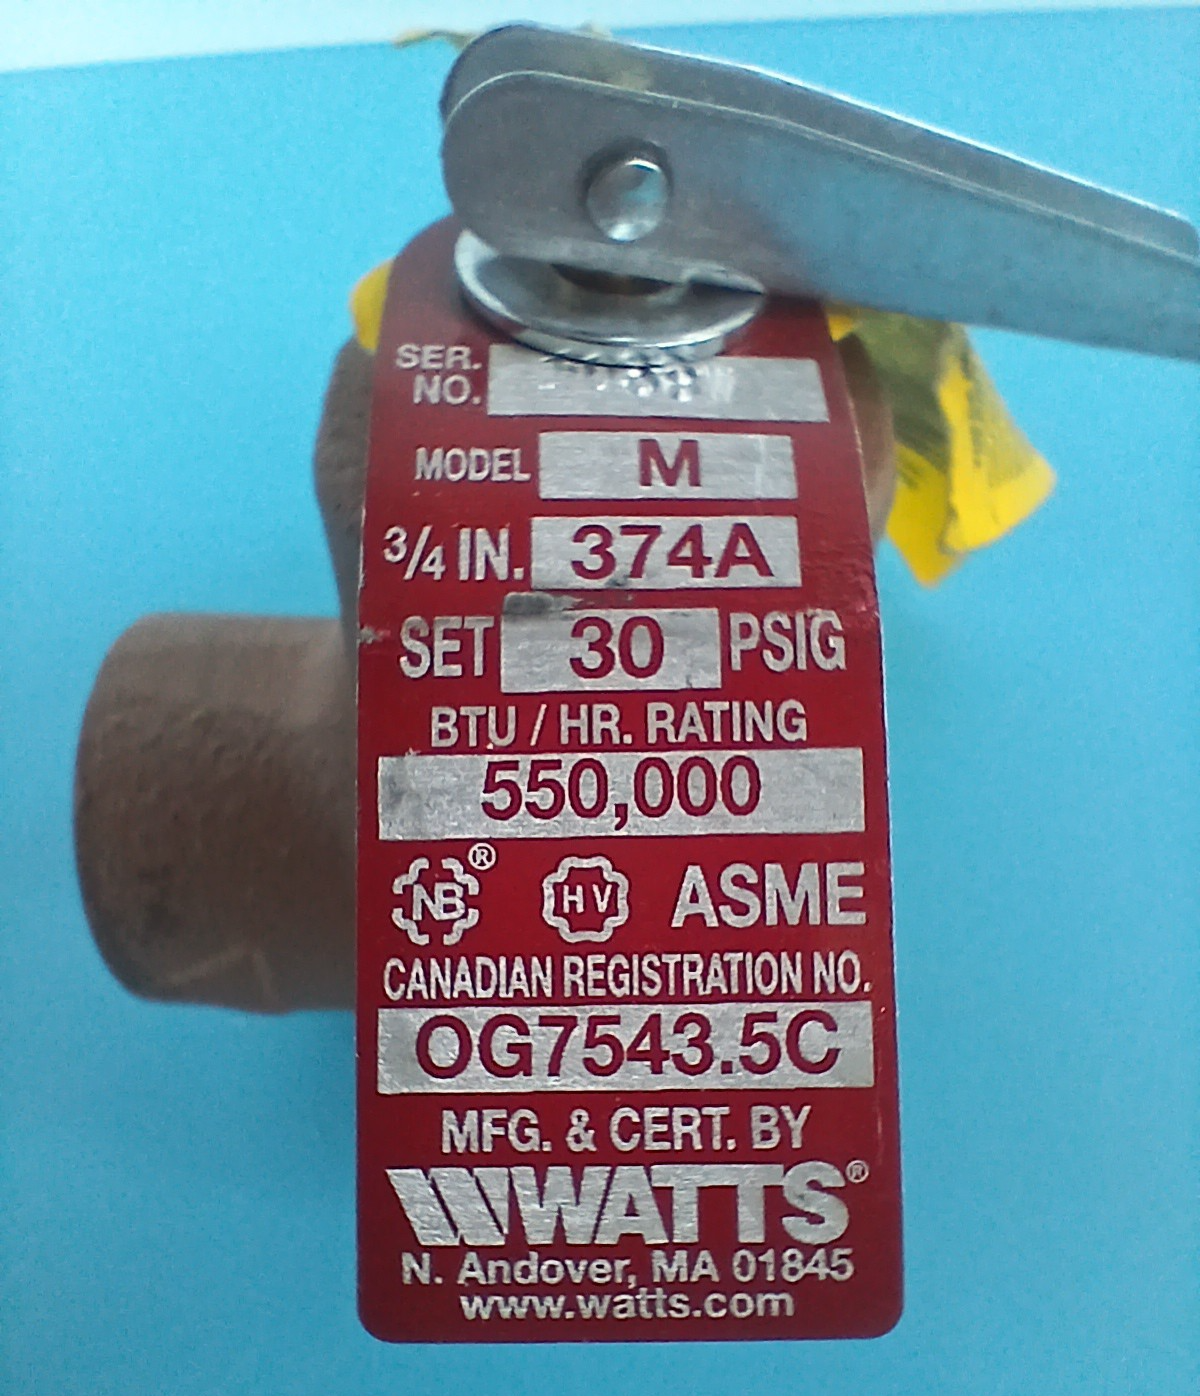 SER.
NO.
MODEL M
3/4 IN. 374A
SET 30 PSIG
BTU / HR. RATING
550,000
NB® HV ASME
CANADIAN REGISTRATION NO.
OG7543.5C
MFG. & CERT. BY
WATTS®
N. Andover, MA 01845
www.watts.com